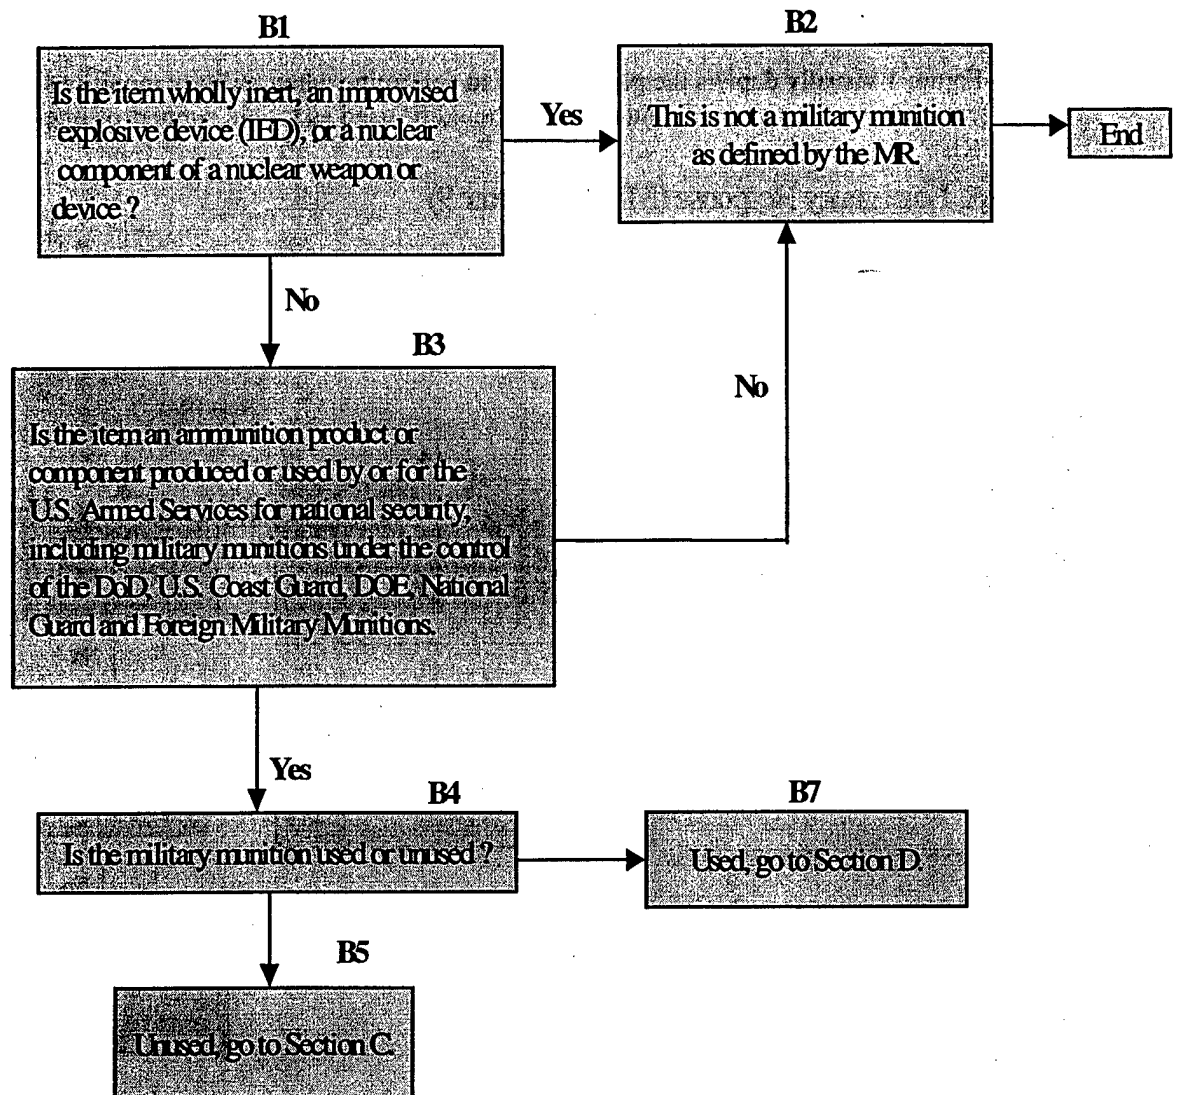 B1
Is the item wholly inert, an improvised
explosive device (IED), or a nuclear
component of a nuclear weapon or
device ?
Yes
B2
This is not a military munition
as defined by the MR.
End
No
B3
Is the item an ammunition product or
component produced or used by or for the
U.S. Armed Services for national security,
including military munitions under the control
of the DoD, U.S. Coast Guard, DOE, National
Guard and Foreign Military Munitions.
No
Yes
B4
Is the military munition used or unused ?
B7
Used, go to Section D.
B5
Unused, go to Section C.